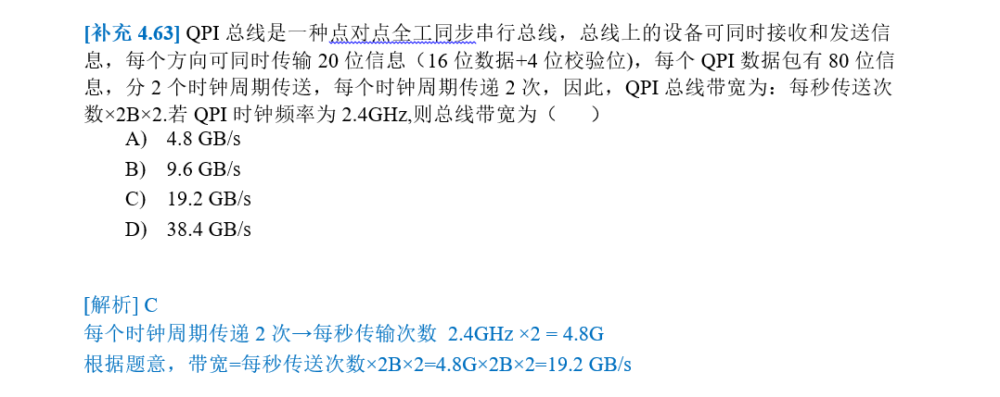 [补充 4.63] QPI 总线是一种点对点全工同步串行总线，总线上的设备可同时接收和发送信
息，每个方向可同时传输 20 位信息（16 位数据+4 位校验位)，每个 QPI 数据包有 80 位信
息，分 2 个时钟周期传送，每个时钟周期传递 2 次，因此，QPI 总线带宽为：每秒传送次
数×2B×2.若 QPI 时钟频率为 2.4GHz,则总线带宽为（ ）
A) 4.8 GB/s
B) 9.6 GB/s
C) 19.2 GB/s
D) 38.4 GB/s
[解析] C
每个时钟周期传递 2 次→每秒传输次数 2.4GHz ×2 = 4.8G
根据题意，带宽=每秒传送次数×2B×2=4.8G×2B×2=19.2 GB/s